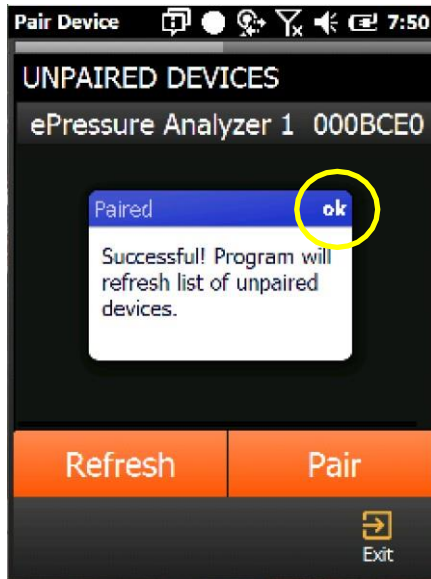 Pair Device 7:50
UNPAIRED DEVICES
ePressure Analyzer 1 000BCE0
Paired ok
Successful! Program will
refresh list of unpaired
devices.
Refresh Pair
Exit